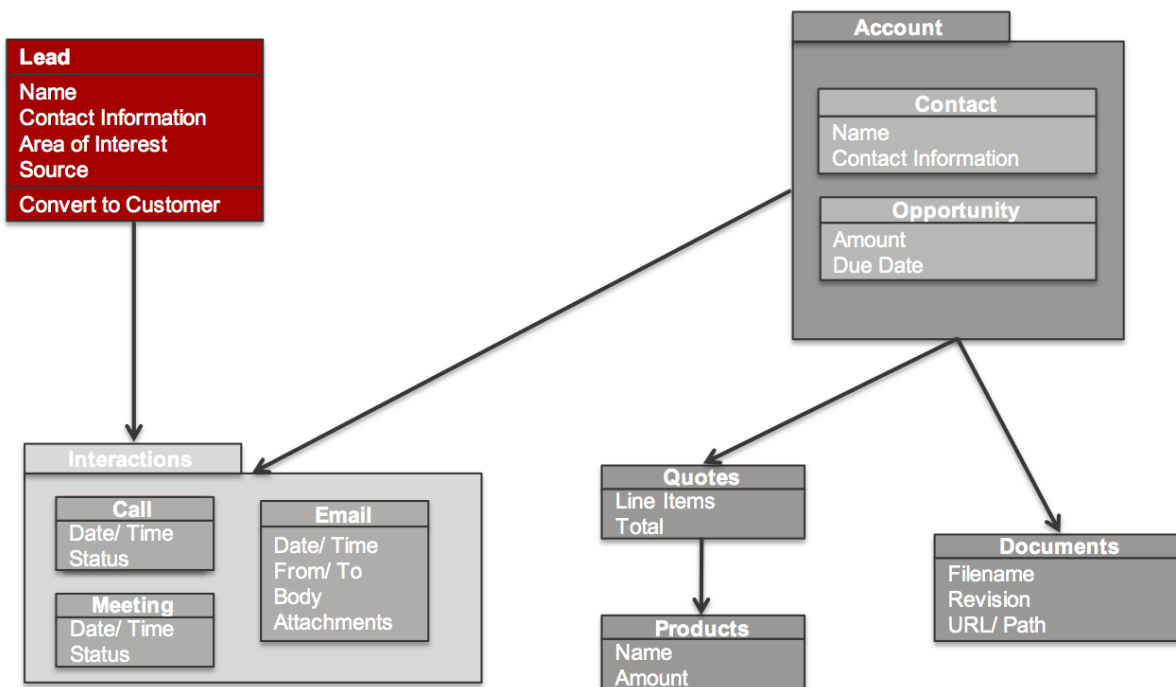 Lead
Name
Contact Information
Area of Interest
Source
Convert to Customer
Account
Contact
Name
Contact Information
Opportunity
Amount
Due Date
Interactions
Call
Date/ Time
Status
Meeting
Date/ Time
Status
Email
Date/ Time
From/ To
Body
Attachments
Quotes
Line Items
Total
Products
Name
Amount
Documents
Filename
Revision
URL/ Path